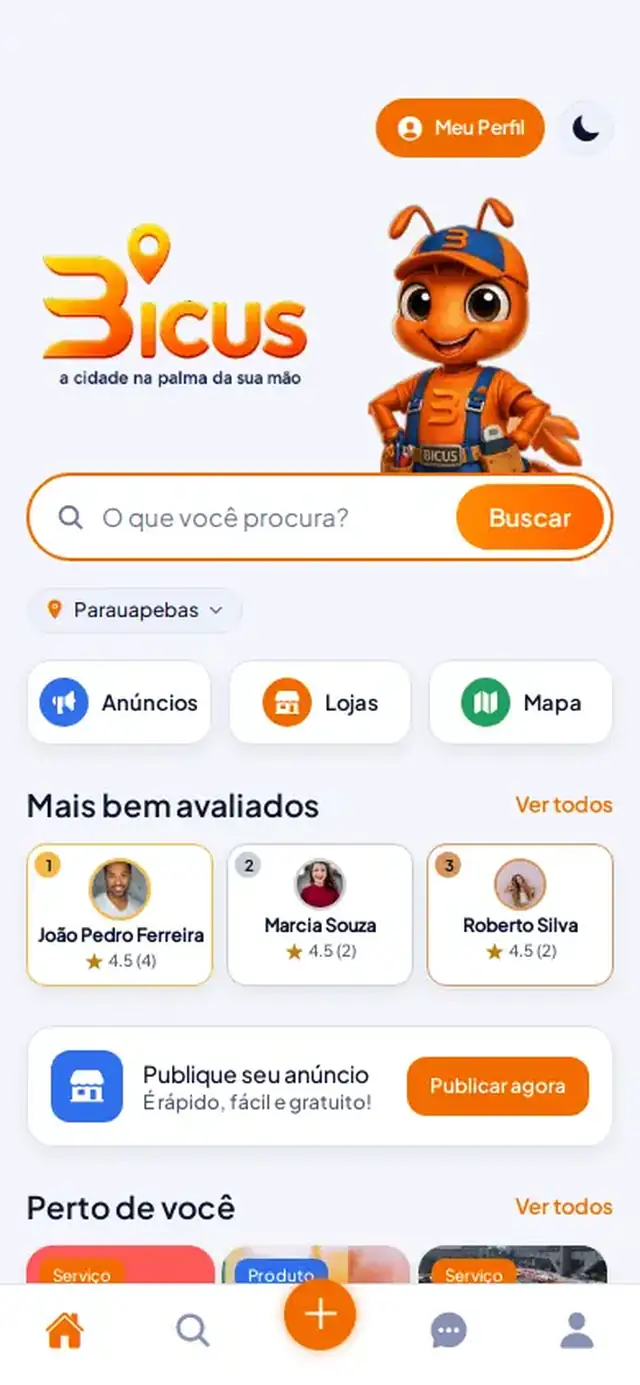 Meu Perfil
BICUS
a cidade na palma da sua mão
BICUS
O que você procura?
Buscar
Parauapebas
Anúncios
Lojas
Mapa
Mais bem avaliados
Ver todos
1
2
3
João Pedro Ferreira
Marcia Souza
Roberto Silva
4.5 (4)
4.5 (2)
4.5 (2)
Publique seu anúncio
É rápido, fácil e gratuito!
Publicar agora
Perto de você
Ver todos
Serviço
Produto
Serviço